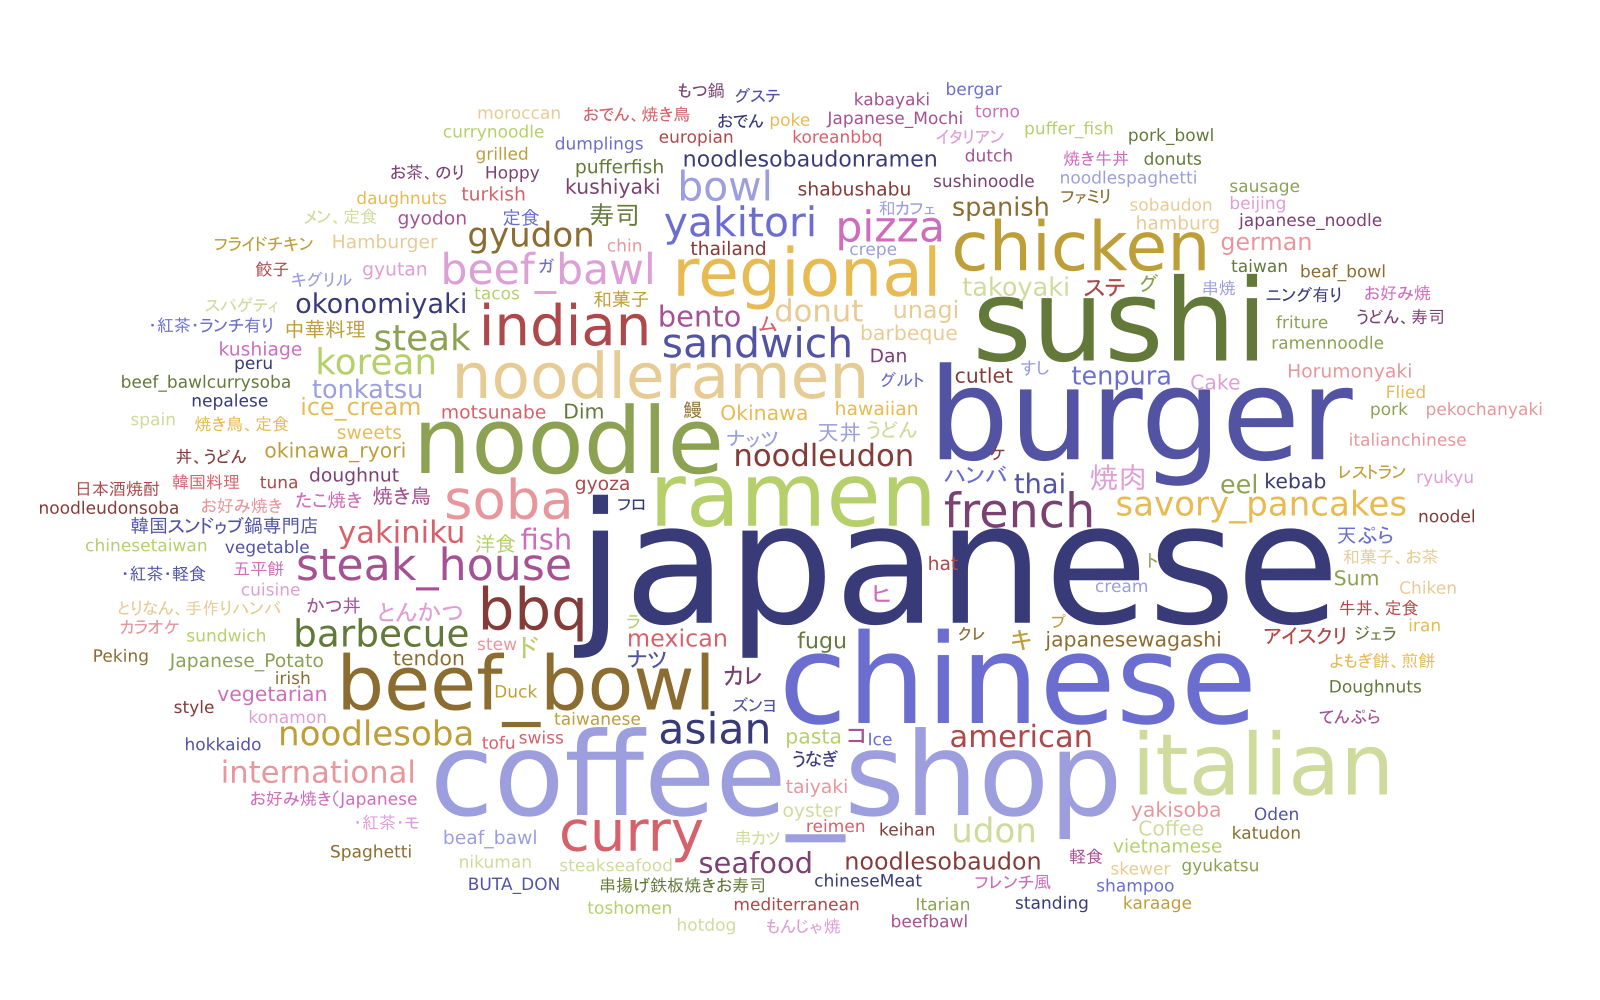 もつ鍋
グステ
bergar
kabayaki
moroccan
おでん、焼き鳥
おでん
poke
Japanese_Mochi
torno
currynoodle
dumplings
europian
koreanbbq
イタリアン
puffer_fish
pork_bowl
grilled
pufferfish
noodlesobaudonramen
dutch
焼き牛丼
donuts
お茶、のり
Hoppy
kushiyaki
bowl
shabushabu
sushinoodle
noodlespaghetti
sausage
daughnuts
turkish
和カフェ
spanish
ファミリ
sobaudon
beijing
メン、定食
gyodon
定食
寿司
yakitori
pizza
hamburg
japanese_noodle
フライドチキン
Hamburger
gyudon
chin
thailand
crepe
chicken
german
餃子
キグリル
gyutan
beef_bawl
ガ
regional
taiwan
beaf_bowl
スパゲティ
okonomiyaki
tacos
和菓子
takoyaki
ステ
グ
串焼
ニング有り
お好み焼
・紅茶・ランチ有り
中華料理
steak
indian
bento
ム
donut
unagi
sushi
friture
うどん、寿司
kushiage
korean
sandwich
barbeque
ramennoodle
peru
Dan
beef_bawlcurrysoba
tonkatsu
noodleramen
グルト
cutlet
すし
tenpura
Cake
Horumonyaki
nepalese
ice_cream
motsunabe
Dim
鰻
Okinawa
hawaiian
burger
Flied
spain
焼き鳥、定食
sweets
noodle
ナッツ
天丼
うどん
pork
pekochanyaki
丼、うどん
okinawa_ryori
noodleudon
ケ
italianchinese
日本酒焼酎
韓国料理
tuna
doughnut
gyoza
ramen
ハンバ
thai
焼肉
eel
kebab
レストラン
ryukyu
noodleudonsoba
お好み焼き
たこ焼き
焼き鳥
soba
フロ
french
savory_pancakes
noodel
韓国スンドゥブ鍋専門店
yakiniku
洋食
fish
japanese
天ぷら
chinesetaiwan
vegetable
和菓子、お茶
・紅茶・軽食
五平餅
steak_house
hat
ト
Sum
cuisine
cream
Chiken
とりなん、手作りハンバ
かつ丼
とんかつ
bbq
ヒ
牛丼、定食
カラオケ
sundwich
barbecue
stew
ド
ラ
mexican
fugu
クレ
キ
プ
japanesewagashi
アイスクリ
ジェラ
iran
Peking
Japanese_Potato
tendon
ナツ
chinese
よもぎ餅、煎餅
irish
vegetarian
beef_bowl
Duck
カレ
Doughnuts
style
konamon
taiwanese
ズンヨ
てんぷら
hokkaido
noodlesoba
tofu
swiss
asian
pasta
コ
Ice
american
italian
international
coffee_shop
うなぎ
お好み焼き(Japanese
taiyaki
・紅茶・モ
oyster
yakisoba
Oden
beaf_bawl
curry
串カツ
reimen
keihan
udon
Coffee
katudon
Spaghetti
vietnamese
nikuman
steakseafood
seafood
noodlesobaudon
軽食
skewer
gyukatsu
BUTA_DON
串揚げ鉄板焼きお寿司
chineseMeat
フレンチ風
shampoo
toshomen
mediterranean
Itarian
standing
karaage
hotdog
もんじゃ焼
beefbawl